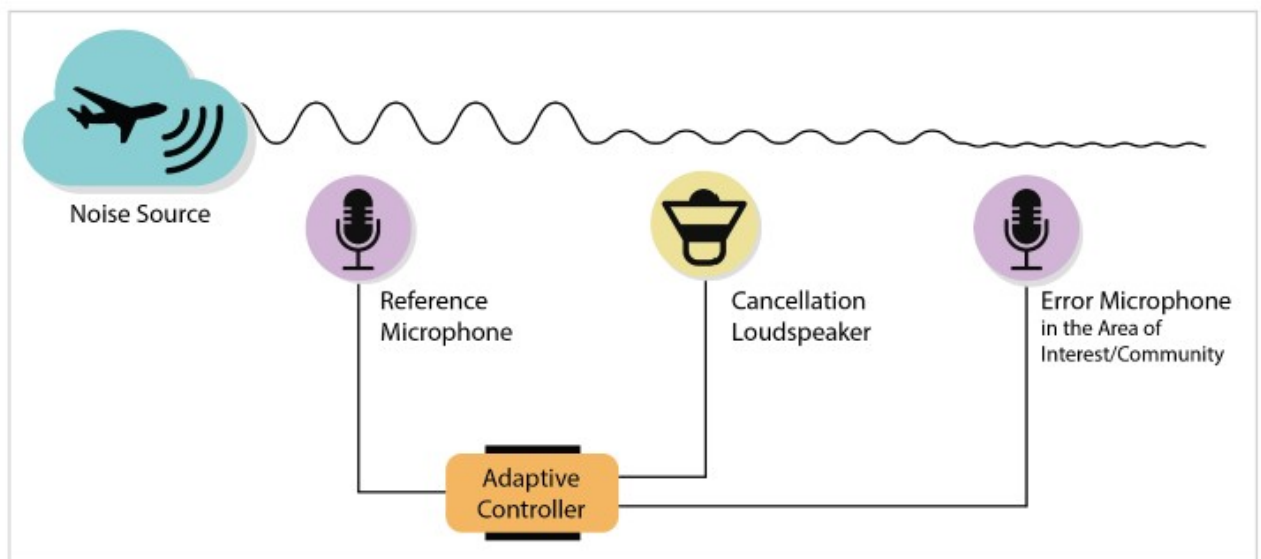 Noise Source
Reference
Microphone
Cancellation
Loudspeaker
Error Microphone
in the Area of
Interest/Community
Adaptive
Controller